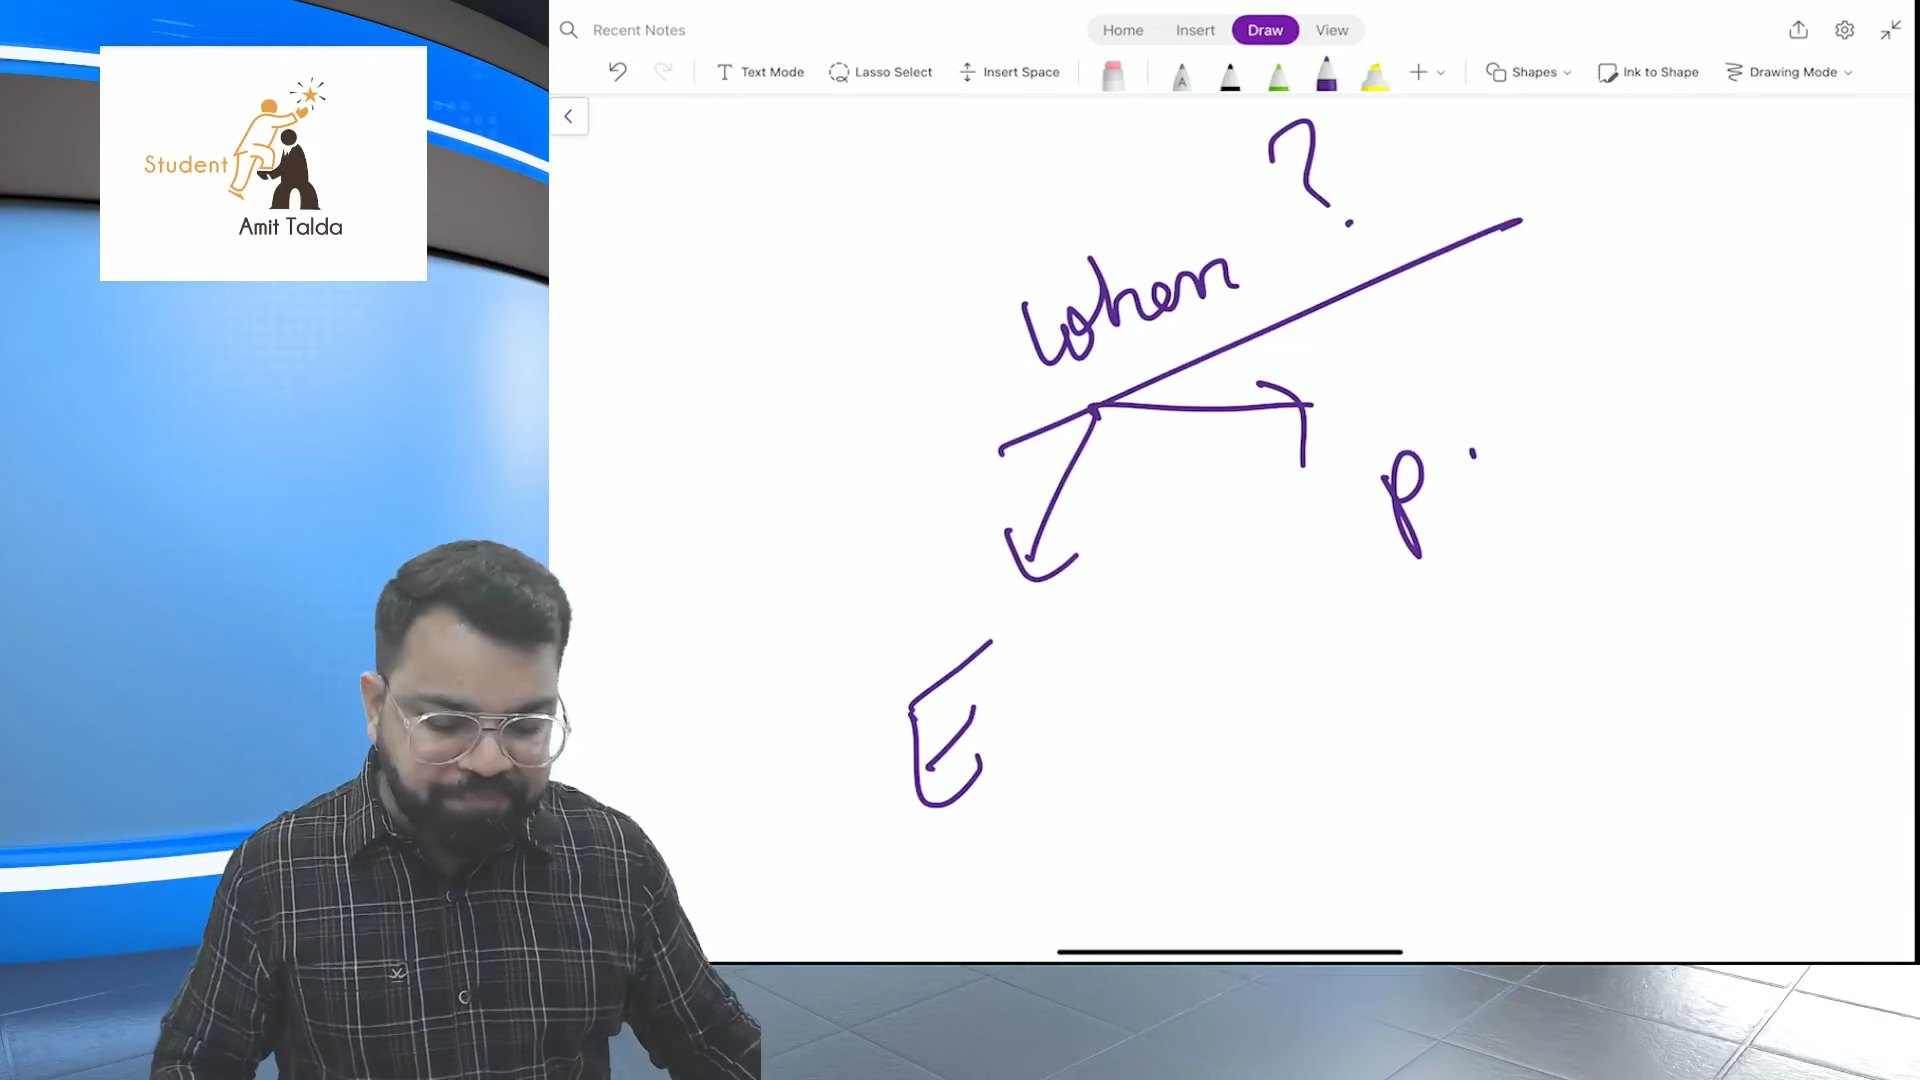 Recent Notes
Home Insert Draw View
Text Mode Lasso Select Insert Space Shapes Ink to Shape Drawing Mode
Student
Amit Talda
?
When
P
E